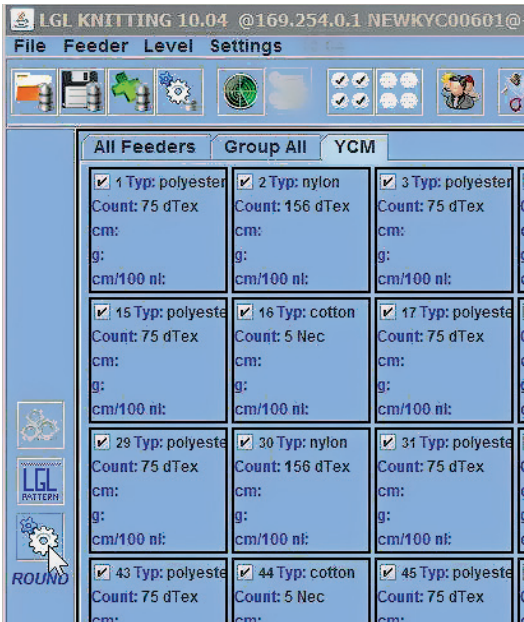 LGL KNITTING 10.04 @169.254.0.1 NEWKYC00601@
File Feeder Level Settings
All Feeders Group All YCM
1 Typ: polyester 2 Typ: nylon 3 Typ: polyester
Count: 75 dTex Count: 156 dTex Count: 75 dTex
cm: cm: cm:
g: g: g:
cm/100 nl: cm/100 nl: cm/100 nl:
15 Typ: polyeste 16 Typ: cotton 17 Typ: polyeste
Count: 75 dTex Count: 5 Nec Count: 75 dTex
cm: cm: cm:
g: g: g:
cm/100 nl: cm/100 nl: cm/100 nl:
29 Typ: polyeste 30 Typ: nylon 31 Typ: polyeste
Count: 75 dTex Count: 156 dTex Count: 75 dTex
cm: cm: cm:
g: g: g:
cm/100 nl: cm/100 nl: cm/100 nl:
43 Typ: polyeste 44 Typ: cotton 45 Typ: polyeste
Count: 75 dTex Count: 5 Nec Count: 75 dTex
cm: cm: cm:
LGL
PATTERN
ROUND